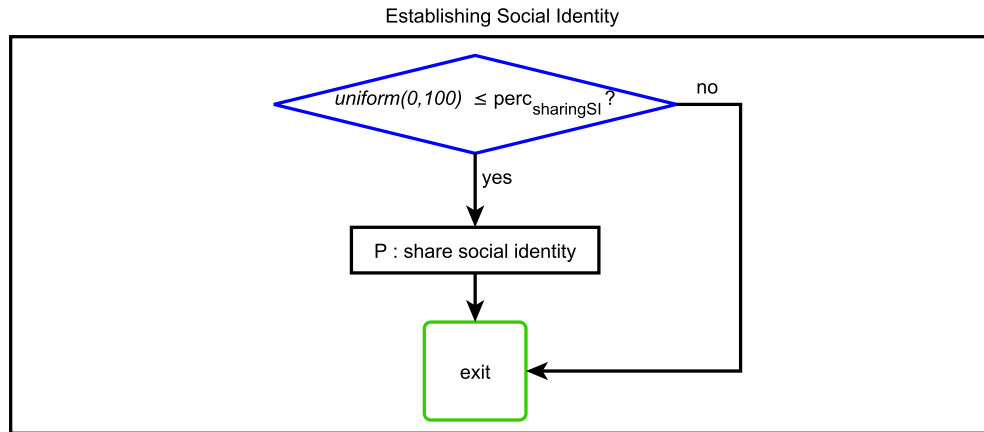 Establishing Social Identity
uniform(0,100) ≤ perc_sharingSI ?
no
yes
P : share social identity
exit